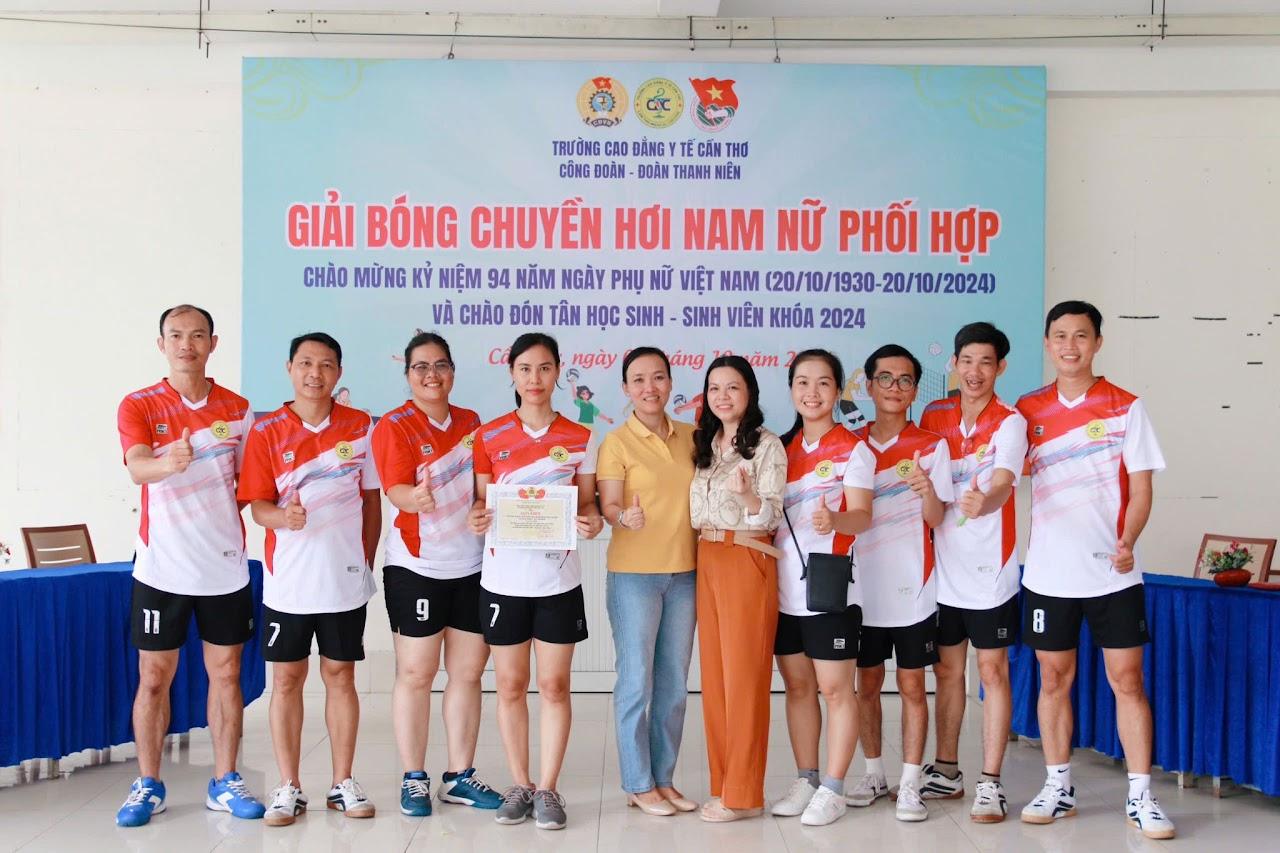 TRƯỜNG CAO ĐẲNG Y TẾ CẦN THƠ
CÔNG ĐOÀN - ĐOÀN THANH NIÊN
GIẢI BÓNG CHUYỀN HƠI NAM NỮ PHỐI HỢP
CHÀO MỪNG KỶ NIỆM 94 NĂM NGÀY PHỤ NỮ VIỆT NAM (20/10/1930-20/10/2024)
VÀ CHÀO ĐÓN TÂN HỌC SINH - SINH VIÊN KHÓA 2024
ngày
năm
11
7
9
7
8